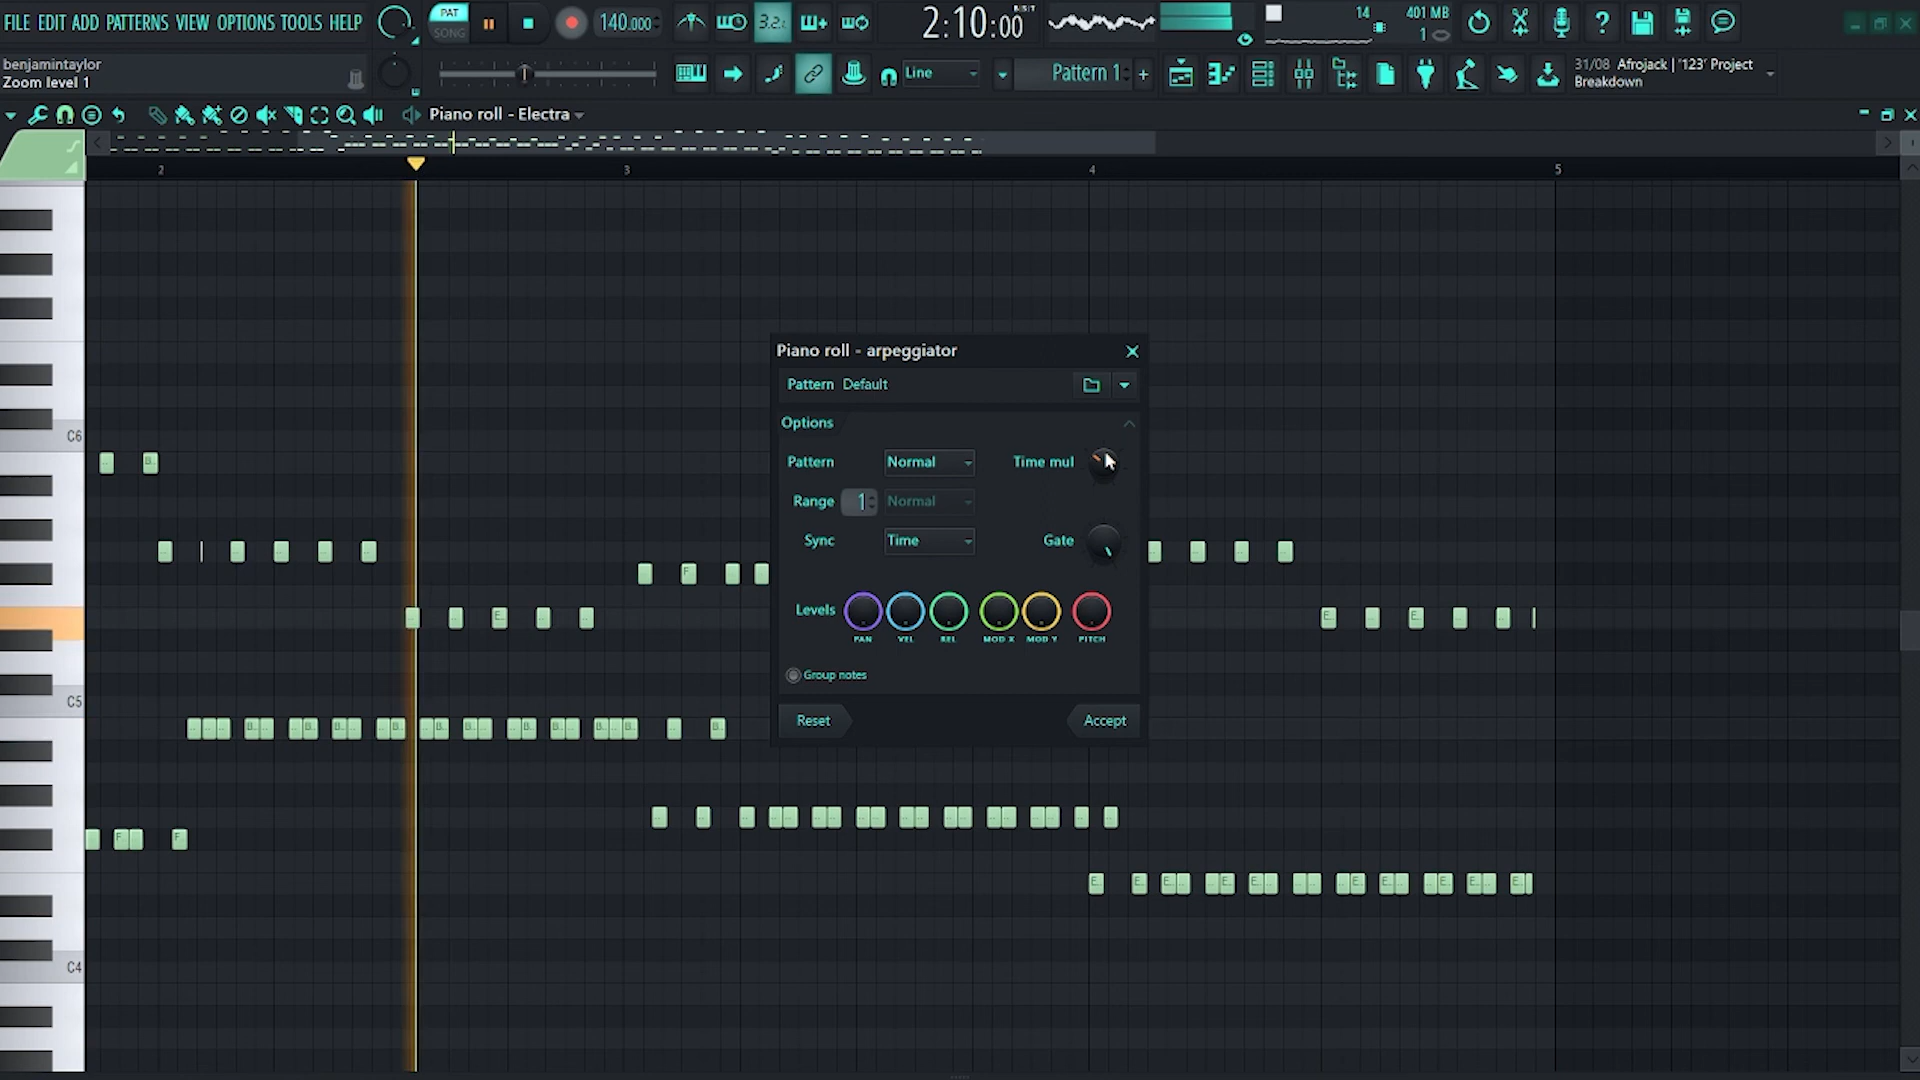 FILE EDIT ADD PATTERNS VIEW OPTIONS TOOLS HELP
PAT
SONG
140.000
3.2.
2:10:00
B:S:T
14
401 MB
1
benjamintaylor
Zoom level 1
Line
Pattern 1
+
31/08 Afrojack | '123' Project
Breakdown
Piano roll - Electra
2
3
4
5
C6
C5
C4
Piano roll - arpeggiator
Pattern Default
Options
Pattern Normal Time mul
Range 1 Normal
Sync Time Gate
Levels
PAN VEL REL MOD X MOD Y PITCH
Group notes
Reset Accept